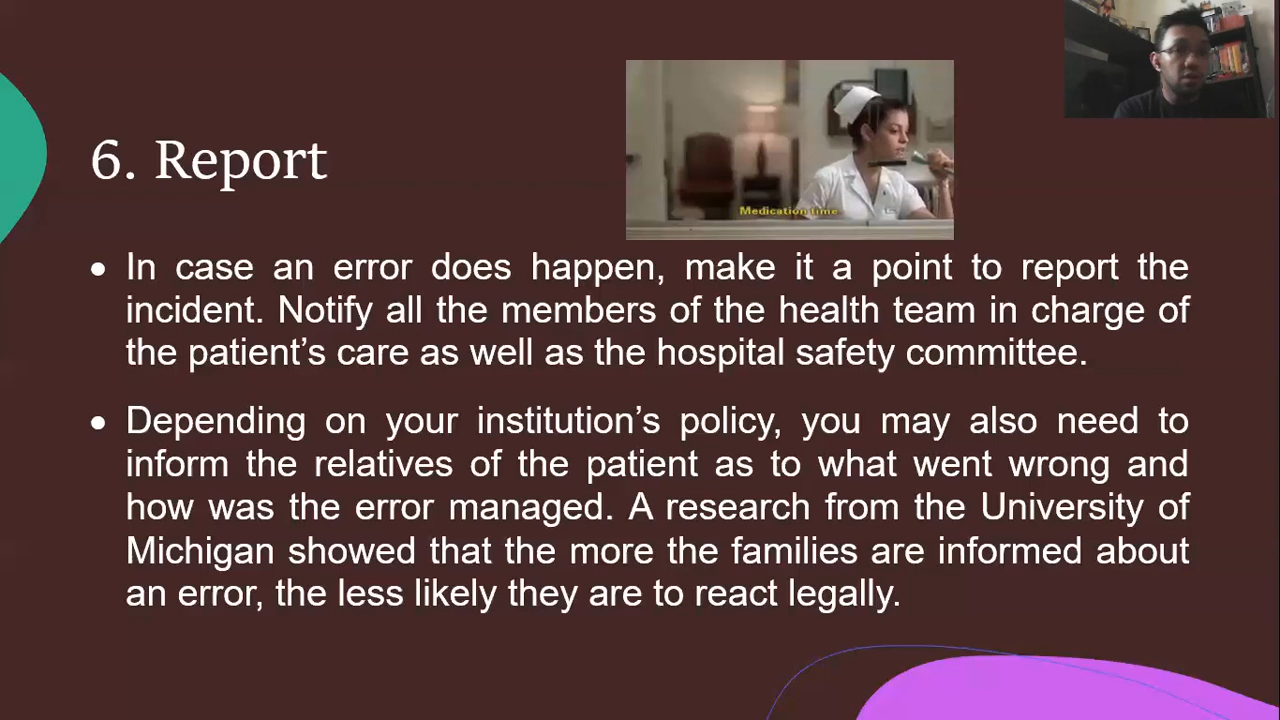 Medication time
6. Report
• In case an error does happen, make it a point to report the
incident. Notify all the members of the health team in charge of
the patient’s care as well as the hospital safety committee.
• Depending on your institution’s policy, you may also need to
inform the relatives of the patient as to what went wrong and
how was the error managed. A research from the University of
Michigan showed that the more the families are informed about
an error, the less likely they are to react legally.